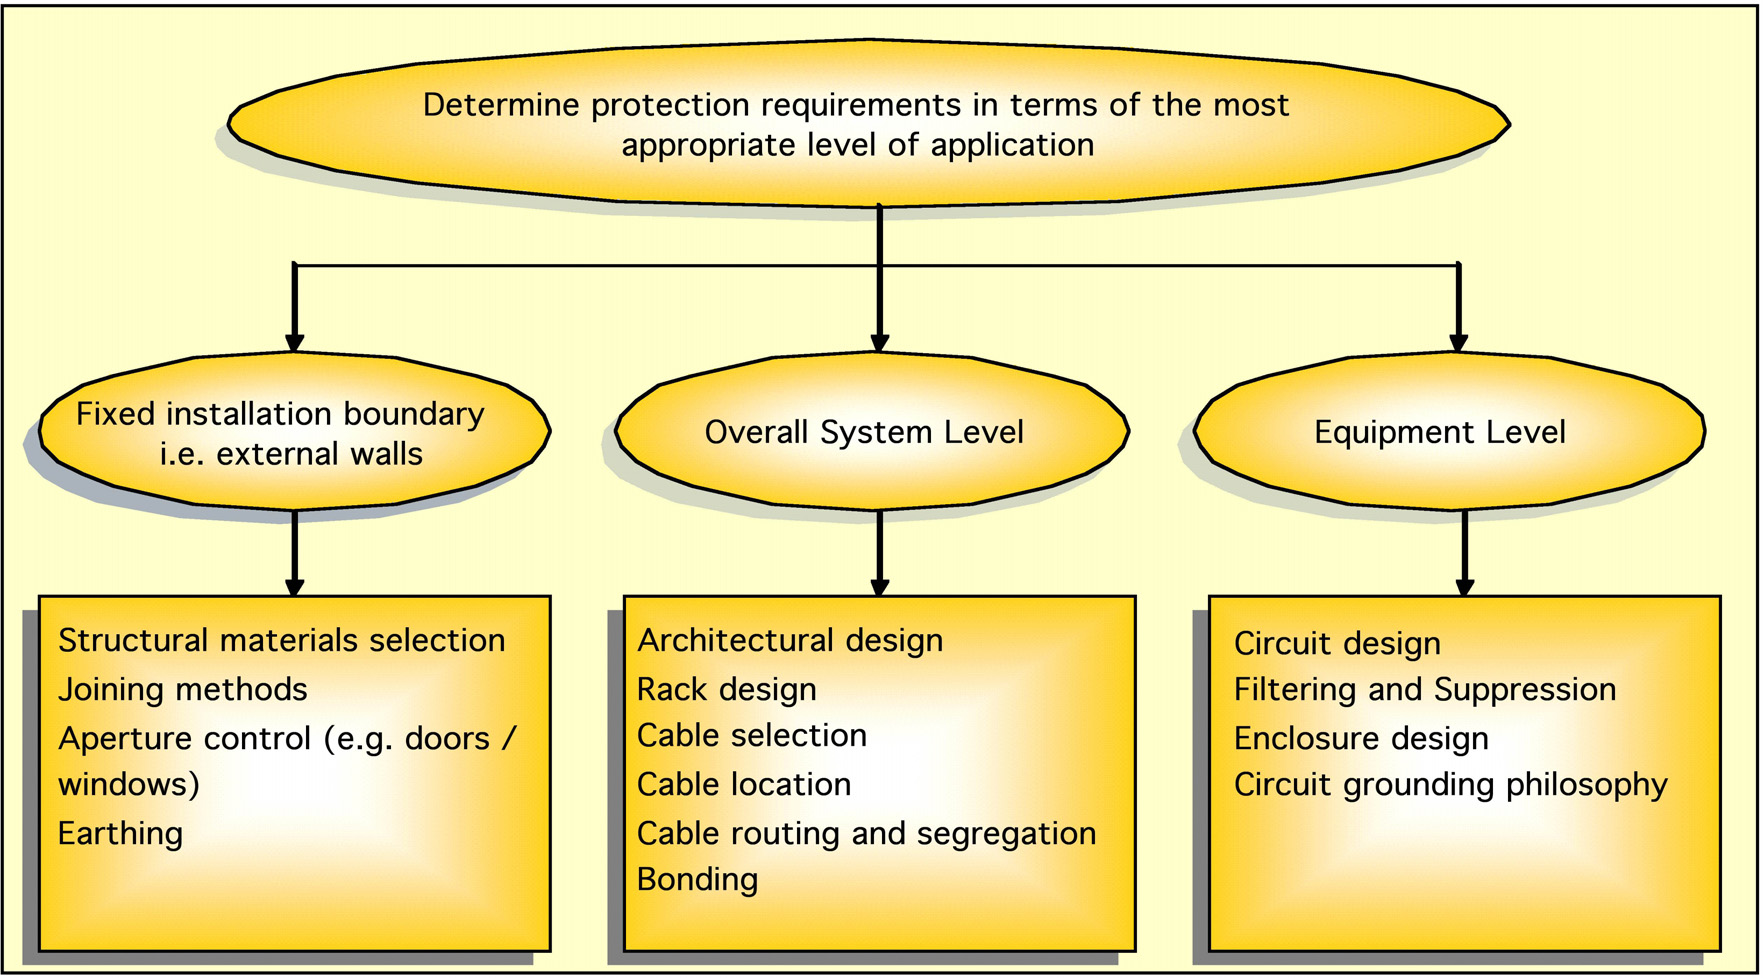 Determine protection requirements in terms of the most
appropriate level of application
Fixed installation boundary
i.e. external walls
Overall System Level
Equipment Level
Structural materials selection
Joining methods
Aperture control (e.g. doors /
windows)
Earthing
Architectural design
Rack design
Cable selection
Cable location
Cable routing and segregation
Bonding
Circuit design
Filtering and Suppression
Enclosure design
Circuit grounding philosophy